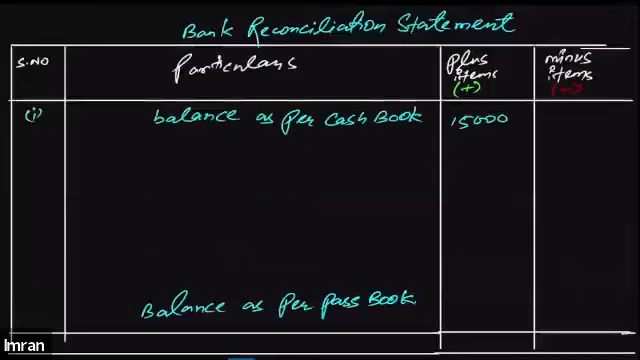 Bank Reconciliation Statement
S.NO Particulars Plus items (+) minus items (-)
(i) balance as per cash Book 15000
Balance as per pass Book
Imran